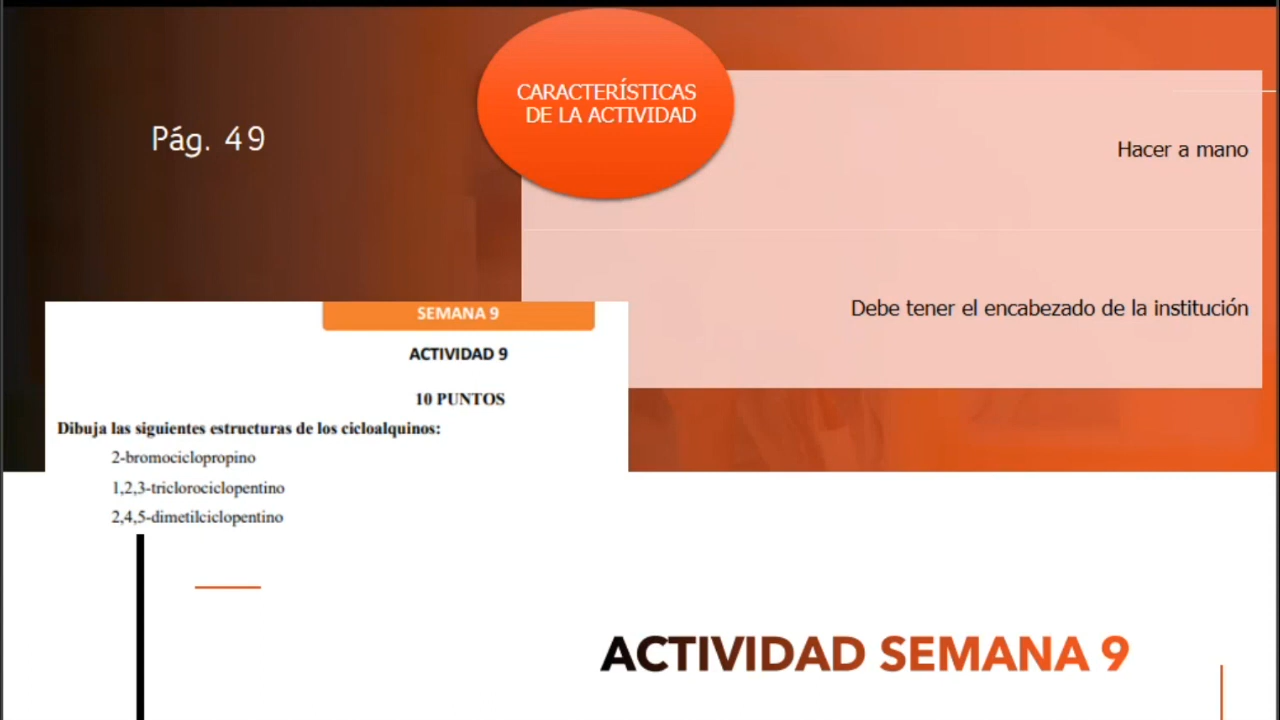 Pág. 49
CARACTERÍSTICAS
DE LA ACTIVIDAD
Hacer a mano
Debe tener el encabezado de la institución
SEMANA 9
ACTIVIDAD 9
10 PUNTOS
Dibuja las siguientes estructuras de los cicloalquinos:
2-bromociclopropino
1,2,3-triclorociclopentino
2,4,5-dimetilciclopentino
ACTIVIDAD SEMANA 9